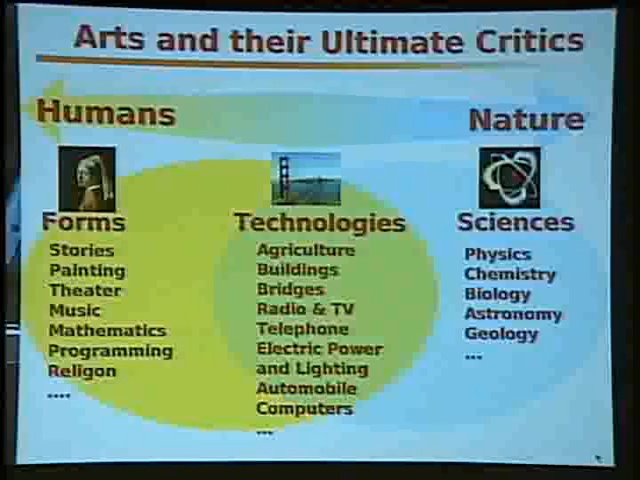 Arts and their Ultimate Critics
Humans
Nature
Forms
Stories
Painting
Theater
Music
Mathematics
Programming
Religon
....
Technologies
Agriculture
Buildings
Bridges
Radio & TV
Telephone
Electric Power
and Lighting
Automobile
Computers
...
Sciences
Physics
Chemistry
Biology
Astronomy
Geology
...